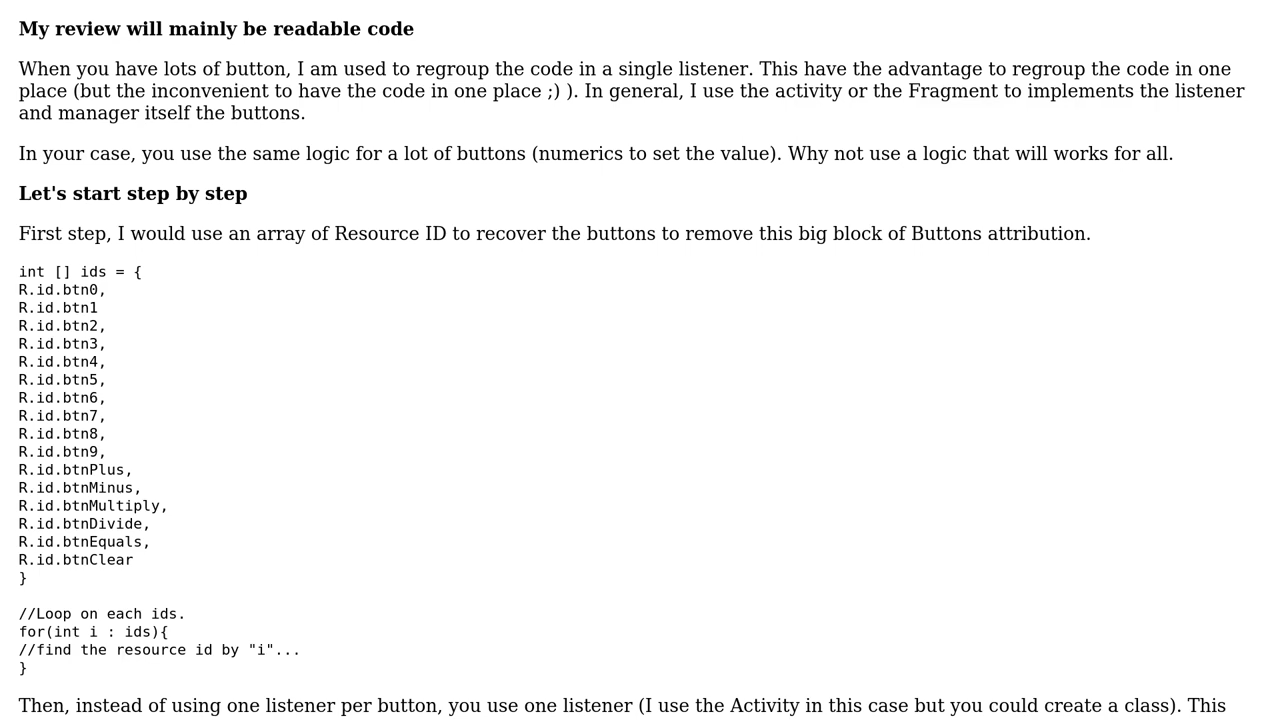 My review will mainly be readable code
When you have lots of button, I am used to regroup the code in a single listener. This have the advantage to regroup the code in one
place (but the inconvenient to have the code in one place ;) ). In general, I use the activity or the Fragment to implements the listener
and manager itself the buttons.
In your case, you use the same logic for a lot of buttons (numerics to set the value). Why not use a logic that will works for all.
Let's start step by step
First step, I would use an array of Resource ID to recover the buttons to remove this big block of Buttons attribution.
int [] ids = {
R.id.btn0,
R.id.btn1
R.id.btn2,
R.id.btn3,
R.id.btn4,
R.id.btn5,
R.id.btn6,
R.id.btn7,
R.id.btn8,
R.id.btn9,
R.id.btnPlus,
R.id.btnMinus,
R.id.btnMultiply,
R.id.btnDivide,
R.id.btnEquals,
R.id.btnClear
}
//Loop on each ids.
for(int i : ids){
//find the resource id by "i"...
}
Then, instead of using one listener per button, you use one listener (I use the Activity in this case but you could create a class). This